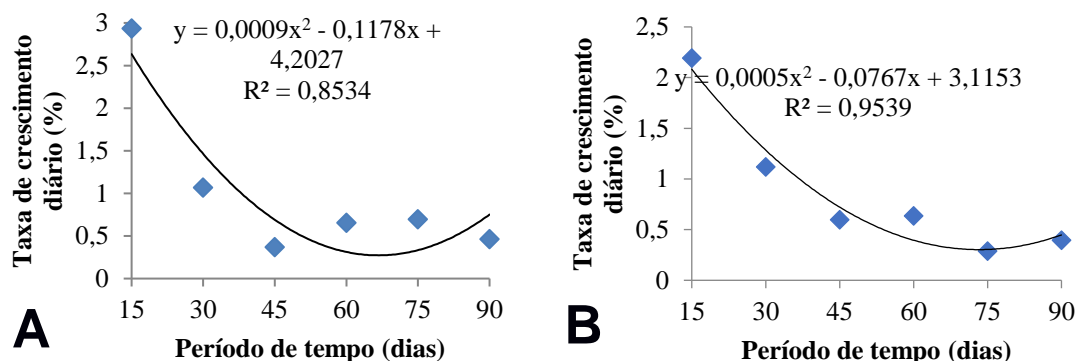 Taxa de crescimento
diário (%)
3
2,5
2
1,5
1
0,5
0
y = 0,0009x² - 0,1178x +
4,2027
R² = 0,8534
15 30 45 60 75 90
Período de tempo (dias)
A
Taxa de crescimento
diário (%)
2,5
2
1,5
1
0,5
0
y = 0,0005x² - 0,0767x + 3,1153
R² = 0,9539
15 30 45 60 75 90
Período de tempo (dias)
B